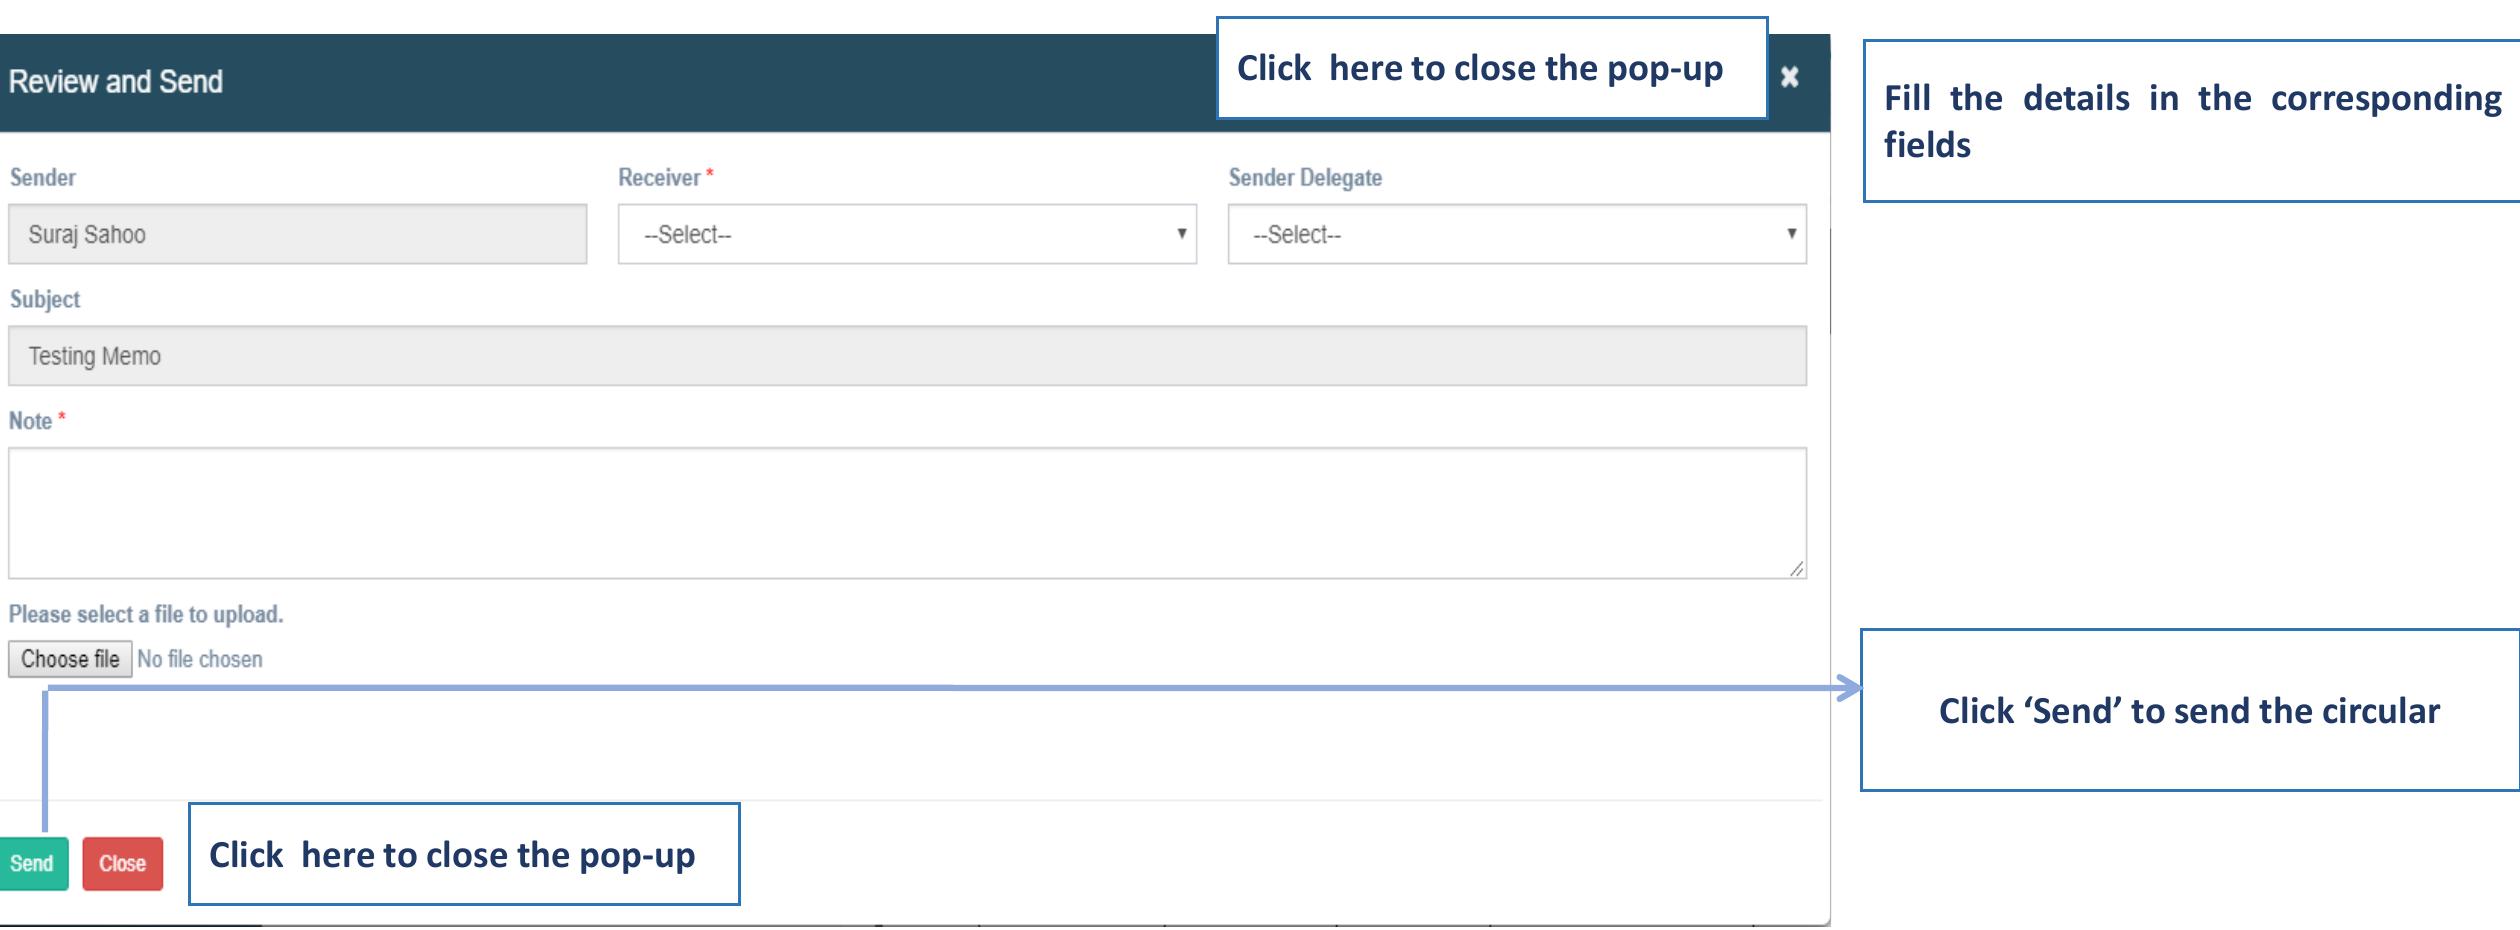 Click here to close the pop-up
Review and Send
Fill the details in the corresponding
fields
Sender
Receiver *
Sender Delegate
Suraj Sahoo
--Select--
--Select--
Subject
Testing Memo
Note *
Please select a file to upload.
Choose file No file chosen
Click ‘Send’ to send the circular
Send
Close
Click here to close the pop-up